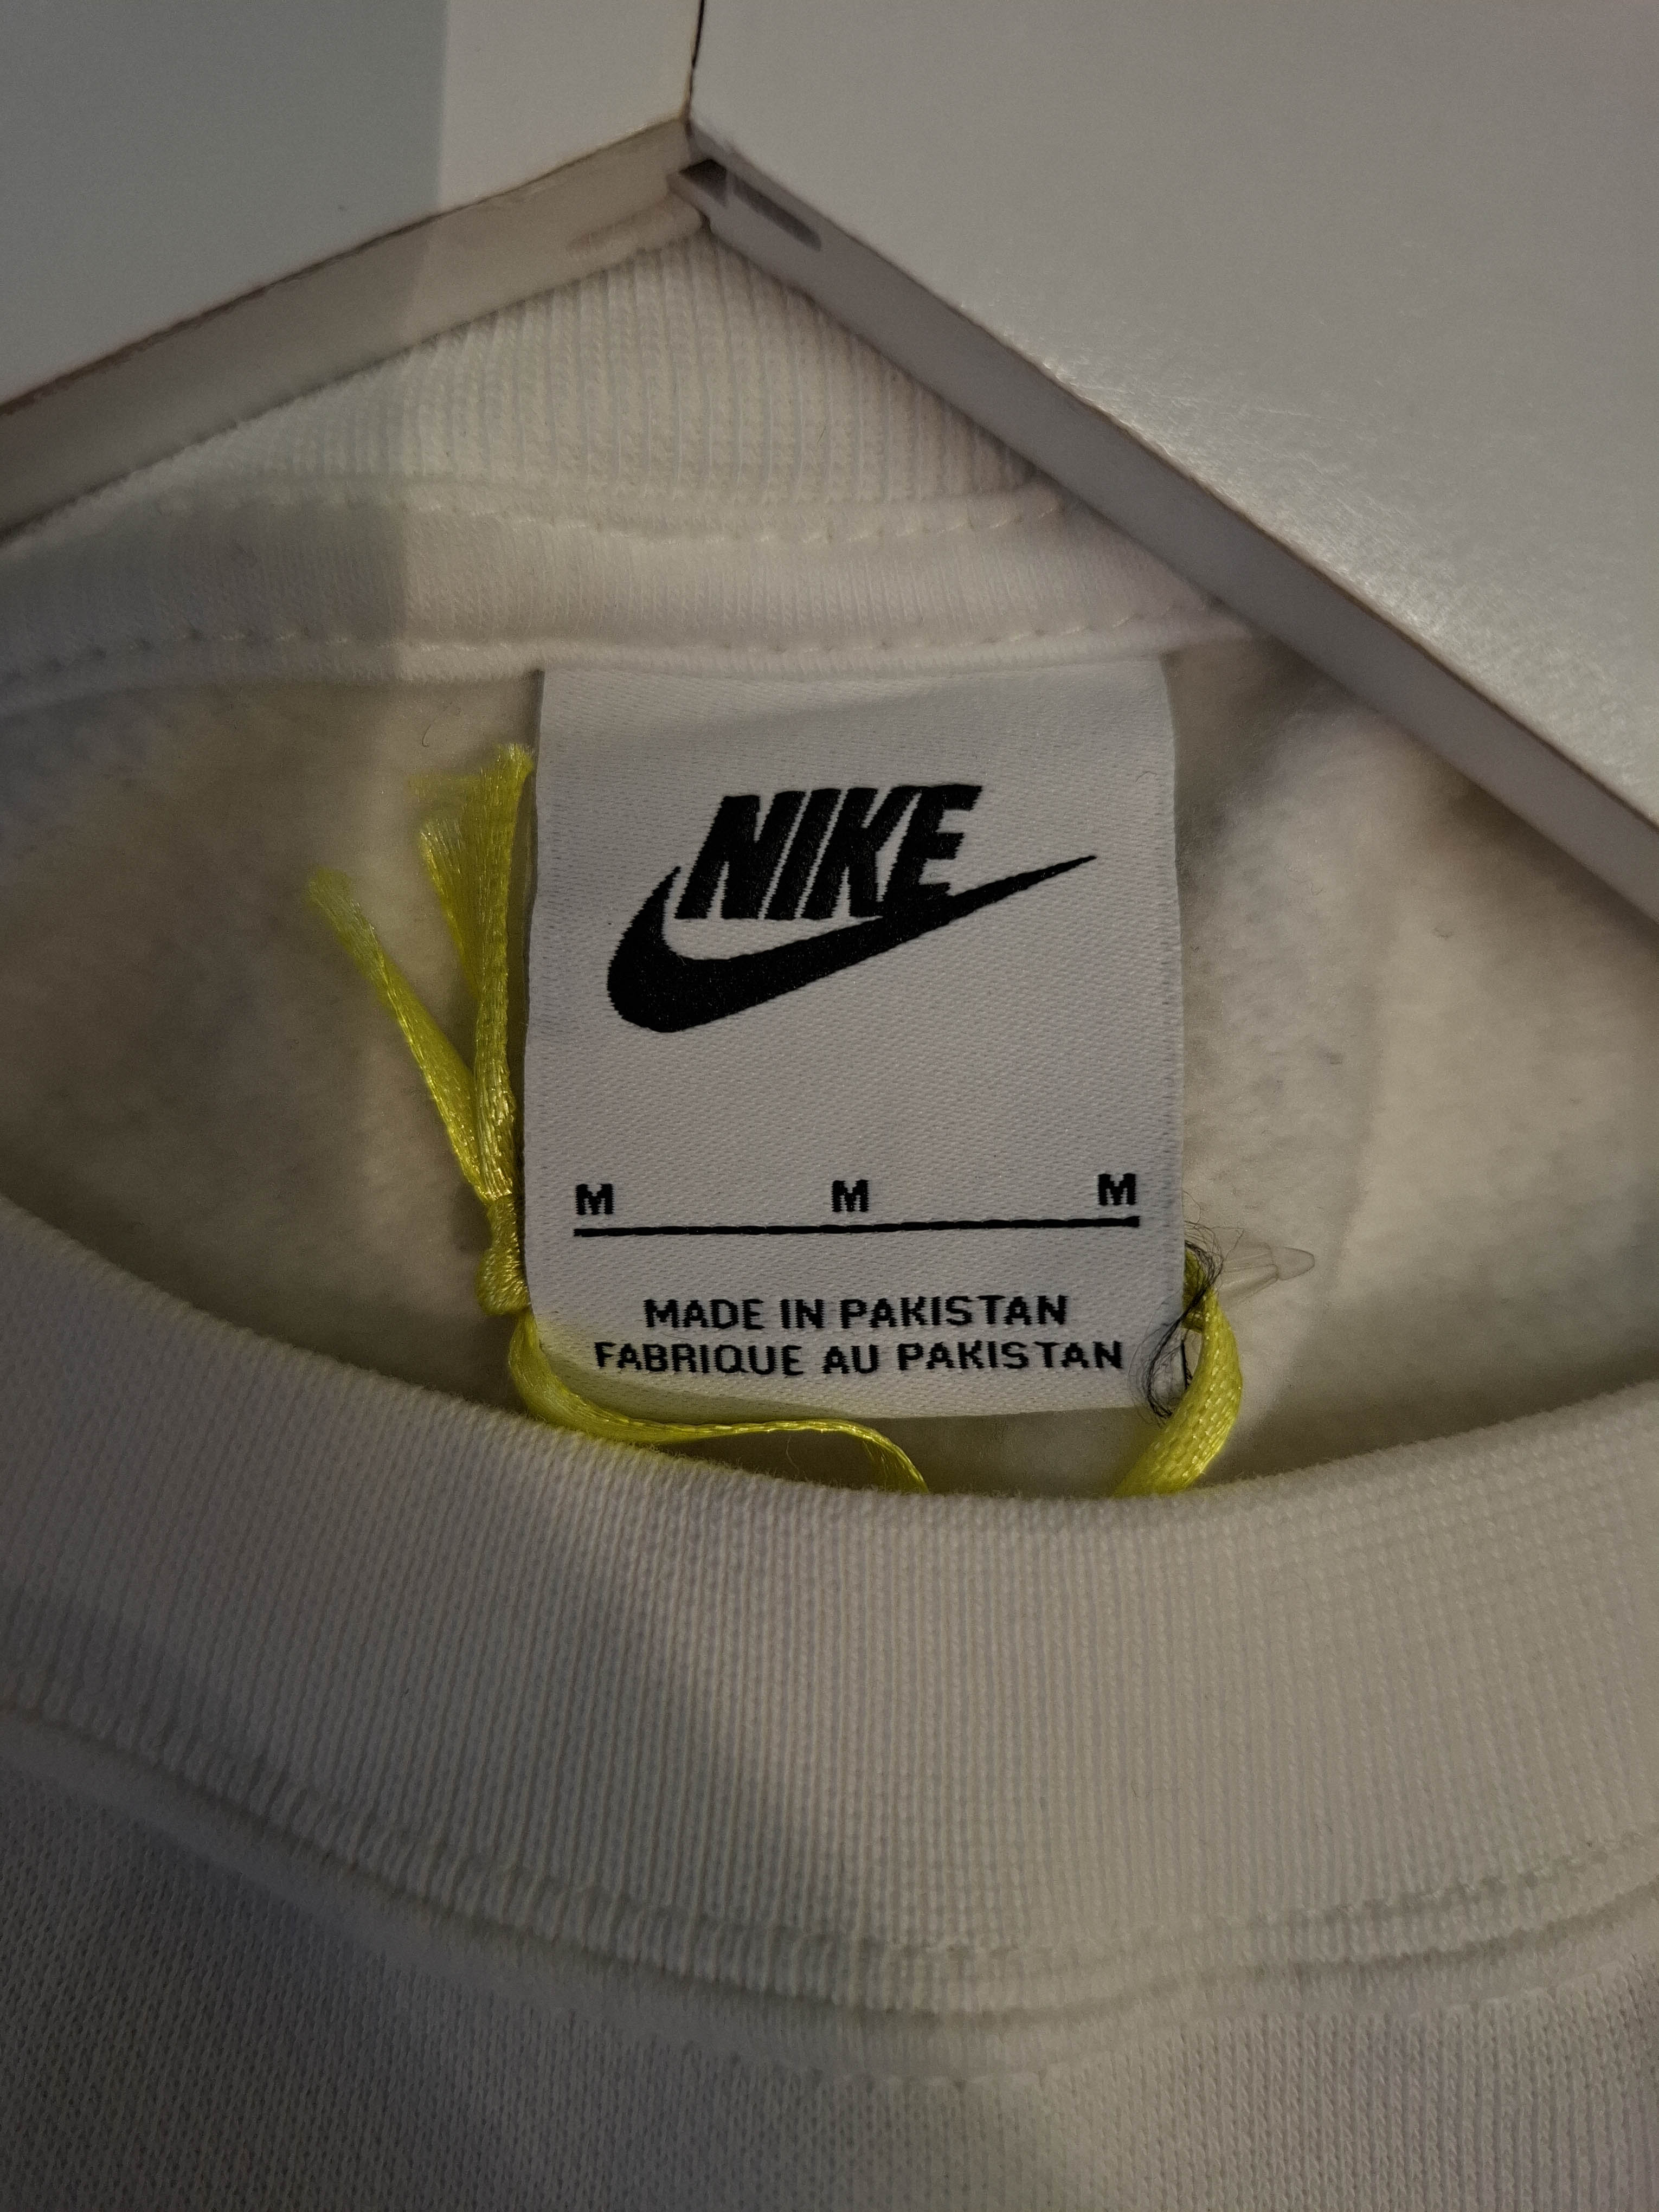 NIKE
M M M
MADE IN PAKISTAN
FABRIQUE AU PAKISTAN